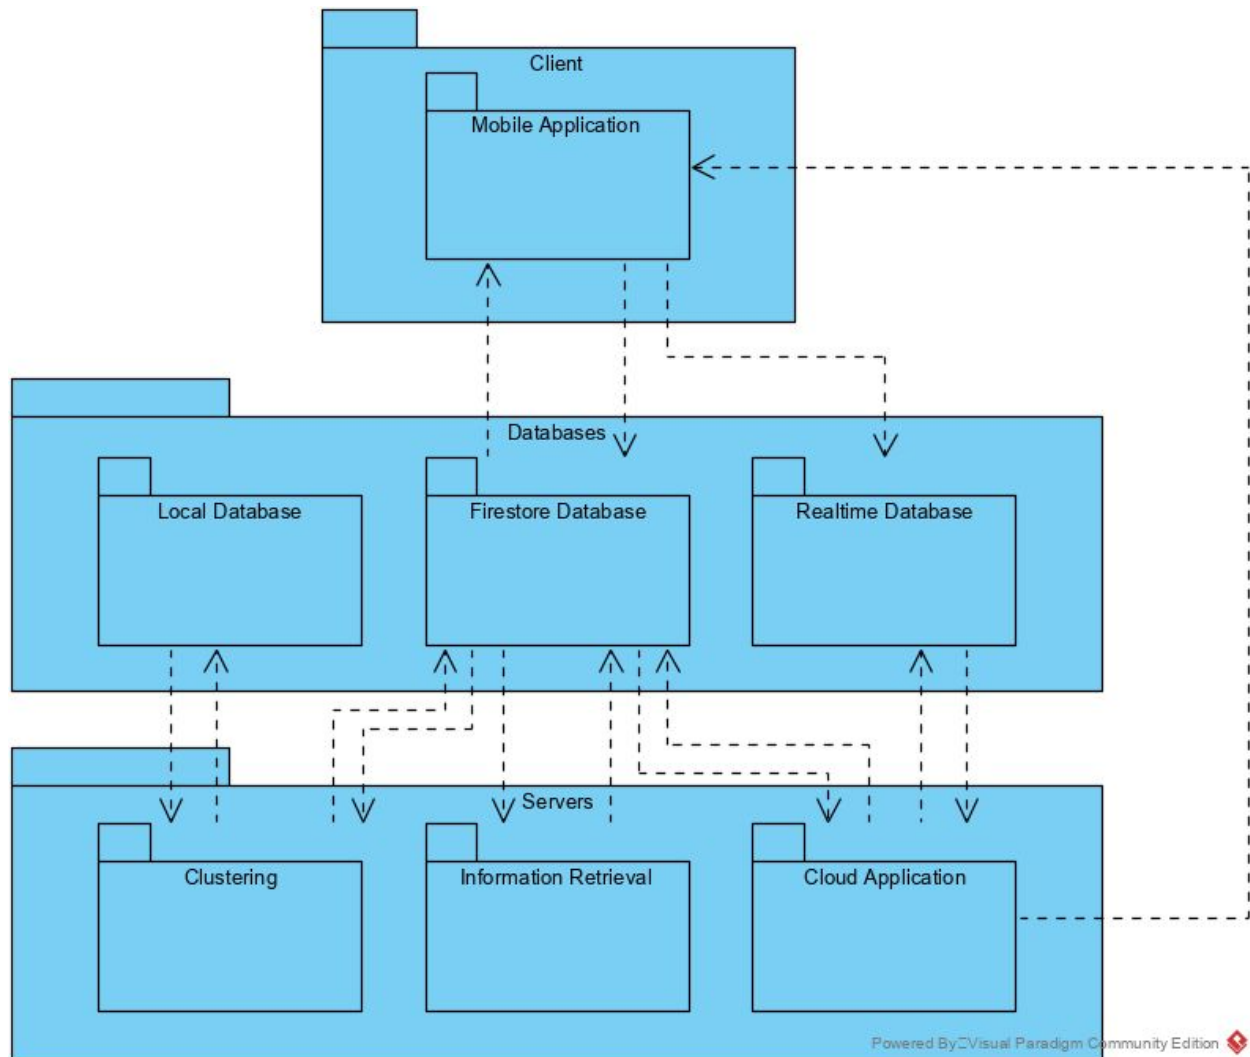 Client
Mobile Application
Databases
Local Database
Firestore Database
Realtime Database
Servers
Clustering
Information Retrieval
Cloud Application
Powered By Visual Paradigm Community Edition